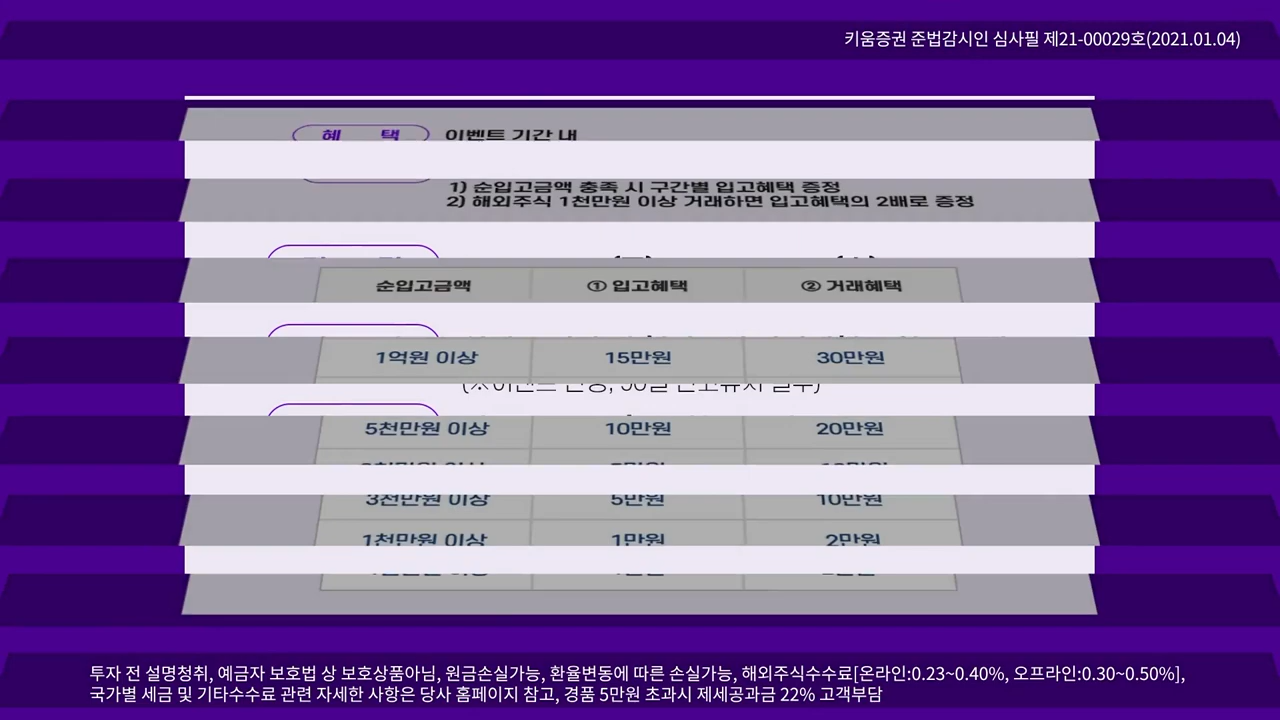 키움증권 준법감시인 심사필 제21-00029호(2021.01.04)
혜 택 이벤트 기간 내
1) 순입고금액 충족 시 구간별 입고혜택 증정
2) 해외주식 1천만원 이상 거래하면 입고혜택의 2배로 증정
순입고금액 ① 입고혜택 ② 거래혜택
1억원 이상 15만원 30만원
5천만원 이상 10만원 20만원
3천만원 이상 5만원 10만원
1천만원 이상 1만원 2만원
투자 전 설명청취, 예금자 보호법 상 보호상품아님, 원금손실가능, 환율변동에 따른 손실가능, 해외주식수수료[온라인:0.23~0.40%, 오프라인:0.30~0.50%],
국가별 세금 및 기타수수료 관련 자세한 사항은 당사 홈페이지 참고, 경품 5만원 초과시 제세공과금 22% 고객부담